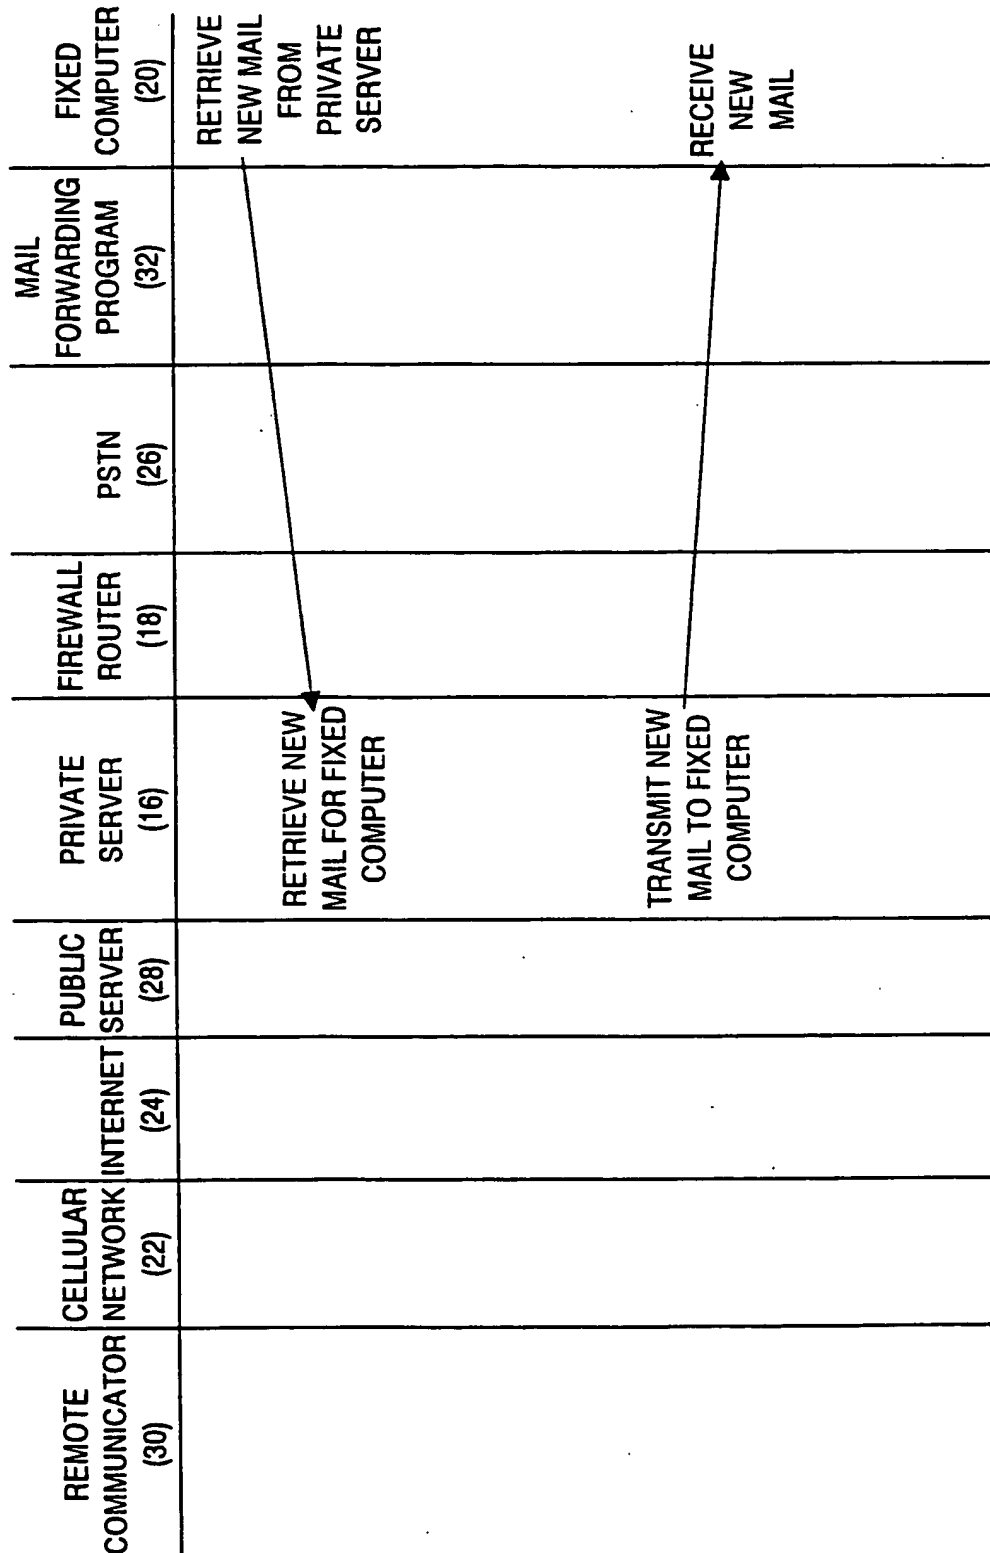 REMOTE
COMMUNICATOR
(30)
CELLULAR
NETWORK
(22)
INTERNET
(24)
PUBLIC
SERVER
(28)
PRIVATE
SERVER
(16)
FIREWALL
ROUTER
(18)
PSTN
(26)
MAIL
FORWARDING
PROGRAM
(32)
FIXED
COMPUTER
(20)
RETRIEVE
NEW MAIL
FROM
PRIVATE
SERVER
RETRIEVE NEW
MAIL FOR FIXED
COMPUTER
TRANSMIT NEW
MAIL TO FIXED
COMPUTER
RECEIVE
NEW
MAIL